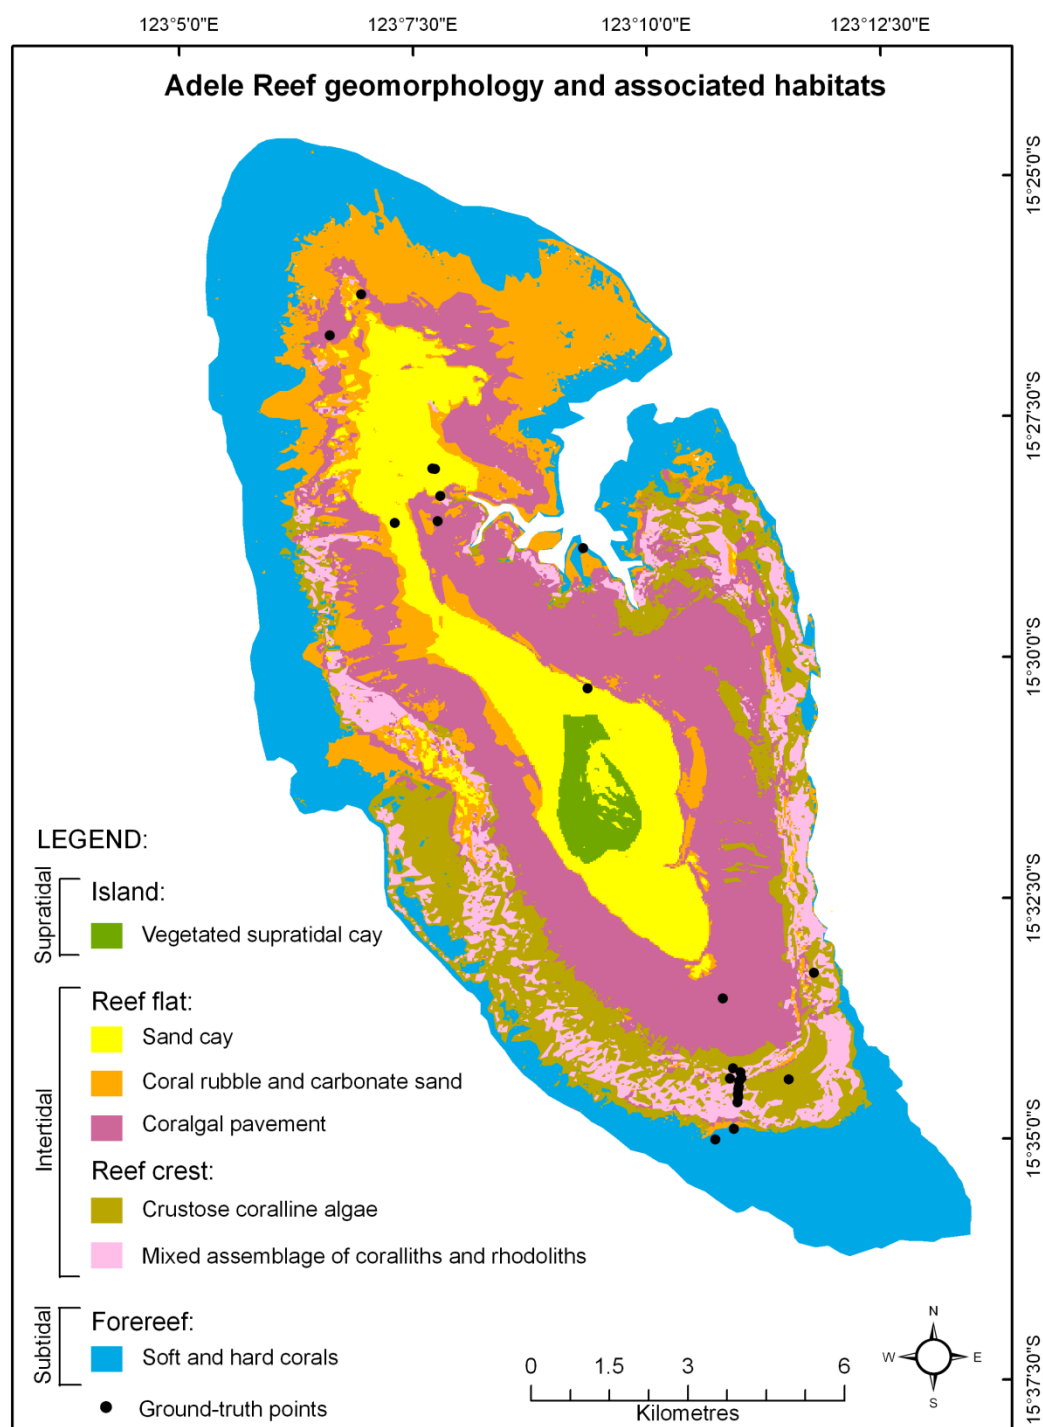 123°5'0"E 123°7'30"E 123°10'0"E 123°12'30"E
Adele Reef geomorphology and associated habitats
15°25'0"S
15°27'30"S
15°30'0"S
15°32'30"S
15°35'0"S
15°37'30"S
LEGEND:
Supratidal
Island:
Vegetated supratidal cay
Intertidal
Reef flat:
Sand cay
Coral rubble and carbonate sand
Coralgal pavement
Reef crest:
Crustose coralline algae
Mixed assemblage of coralliths and rhodoliths
Subtidal
Forereef:
Soft and hard corals
Ground-truth points
0 1.5 3 6
Kilometres
N
W E
S